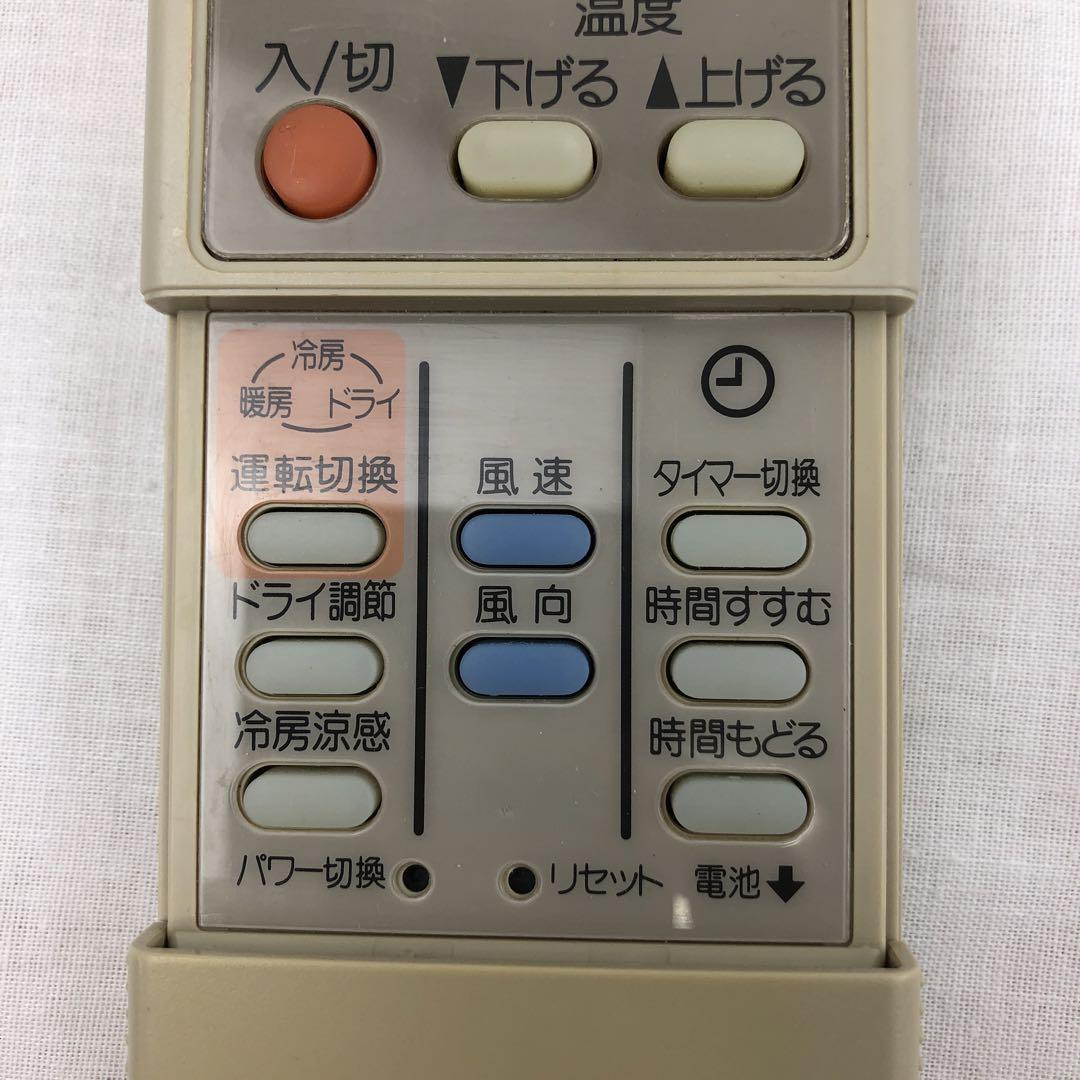 温度
入/切 ▼下げる ▲上げる
冷房
暖房 ドライ
運転切換 風速 タイマー切換
ドライ調節 風向 時間すすむ
冷房涼感 時間もどる
パワー切換 リセット 電池↓